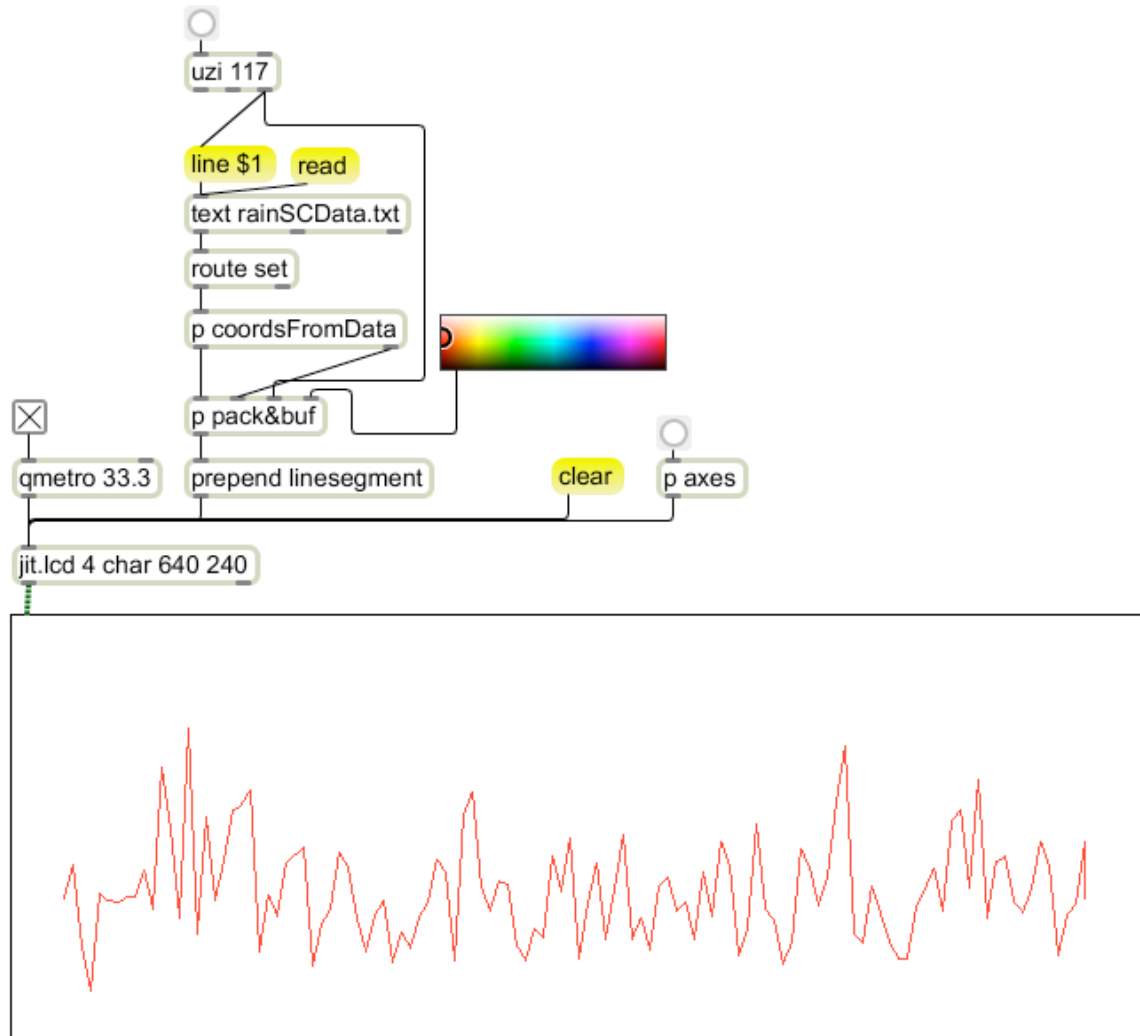 uzi 117
line $1
read
text rainSCData.txt
route set
p coordsFromData
p pack&buf
qmetro 33.3
prepend linesegment
clear
p axes
jit.lcd 4 char 640 240